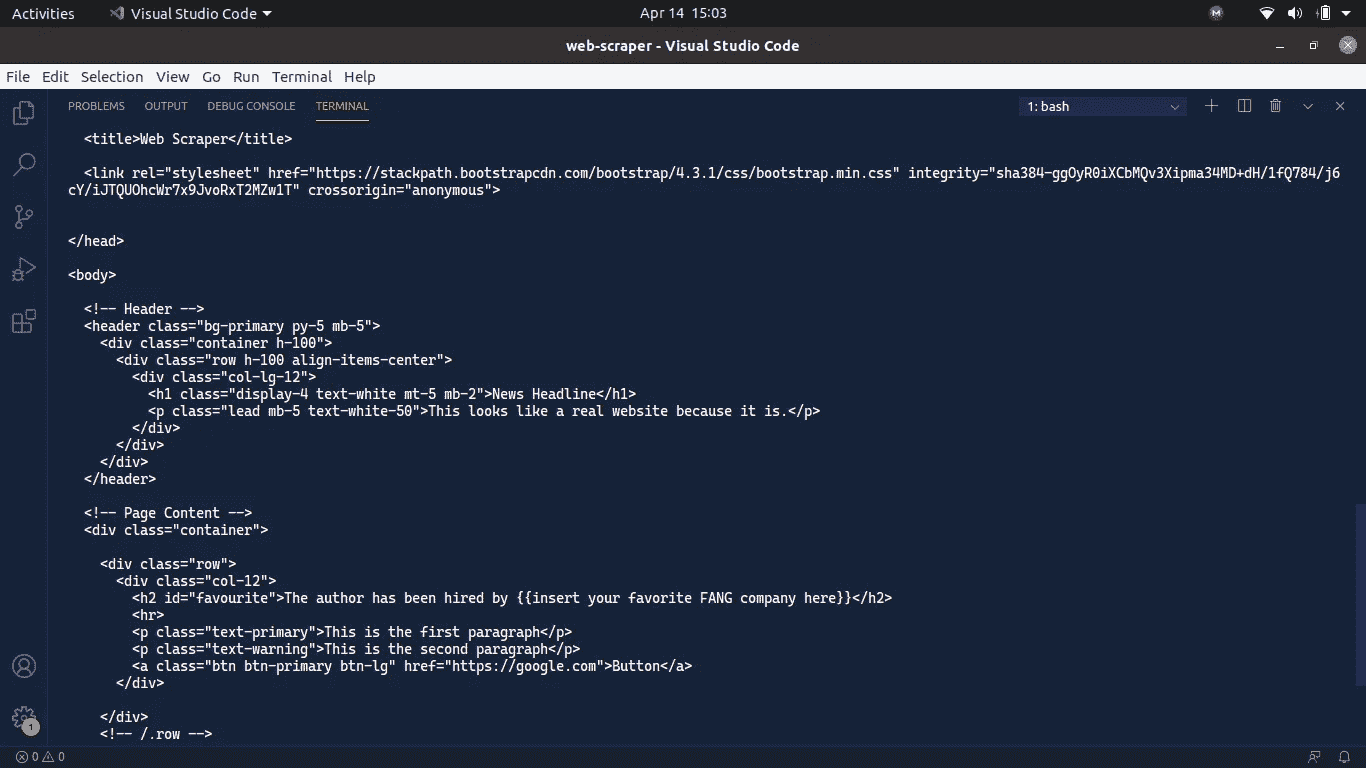 Activities Visual Studio Code Apr 14 15:03 M
web-scraper - Visual Studio Code
File Edit Selection View Go Run Terminal Help
PROBLEMS OUTPUT DEBUG CONSOLE TERMINAL 1: bash
<title>Web Scraper</title>
<link rel="stylesheet" href="https://stackpath.bootstrapcdn.com/bootstrap/4.3.1/css/bootstrap.min.css" integrity="sha384-ggOyR0iXCbMQv3Xipma34MD+dH/1fQ784/j6
cY/iJTQUOhcWr7x9JvoRxT2MZw1T" crossorigin="anonymous">
</head>
<body>
<!-- Header -->
<header class="bg-primary py-5 mb-5">
<div class="container h-100">
<div class="row h-100 align-items-center">
<div class="col-lg-12">
<h1 class="display-4 text-white mt-5 mb-2">News Headline</h1>
<p class="lead mb-5 text-white-50">This looks like a real website because it is.</p>
</div>
</div>
</div>
</header>
<!-- Page Content -->
<div class="container">
<div class="row">
<div class="col-12">
<h2 id="favourite">The author has been hired by {{insert your favorite FANG company here}}</h2>
<hr>
<p class="text-primary">This is the first paragraph</p>
<p class="text-warning">This is the second paragraph</p>
<a class="btn btn-primary btn-lg" href="https://google.com">Button</a>
</div>
</div>
<!-- /.row -->
1
0 0